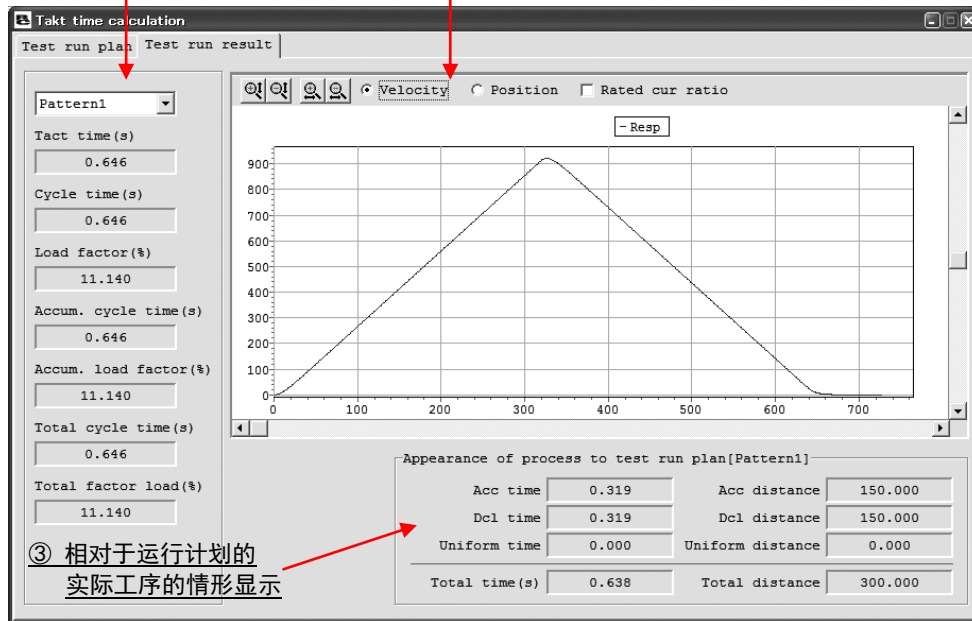 Takt time calculation
Test run plan Test run result
Pattern1
Tact time(s)
0.646
Cycle time(s)
0.646
Load factor(%)
11.140
Accum. cycle time(s)
0.646
Accum. load factor(%)
11.140
Total cycle time(s)
0.646
Total factor load(%)
11.140
Velocity Position Rated cur ratio
Resp
900
800
700
600
500
400
300
200
100
0
0 100 200 300 400 500 600 700
Appearance of process to test run plan[Pattern1]
Acc time 0.319 Acc distance 150.000
Dcl time 0.319 Dcl distance 150.000
Uniform time 0.000 Uniform distance 0.000
Total time(s) 0.638 Total distance 300.000
③ 相对于运行计划的
实际工序的情形显示